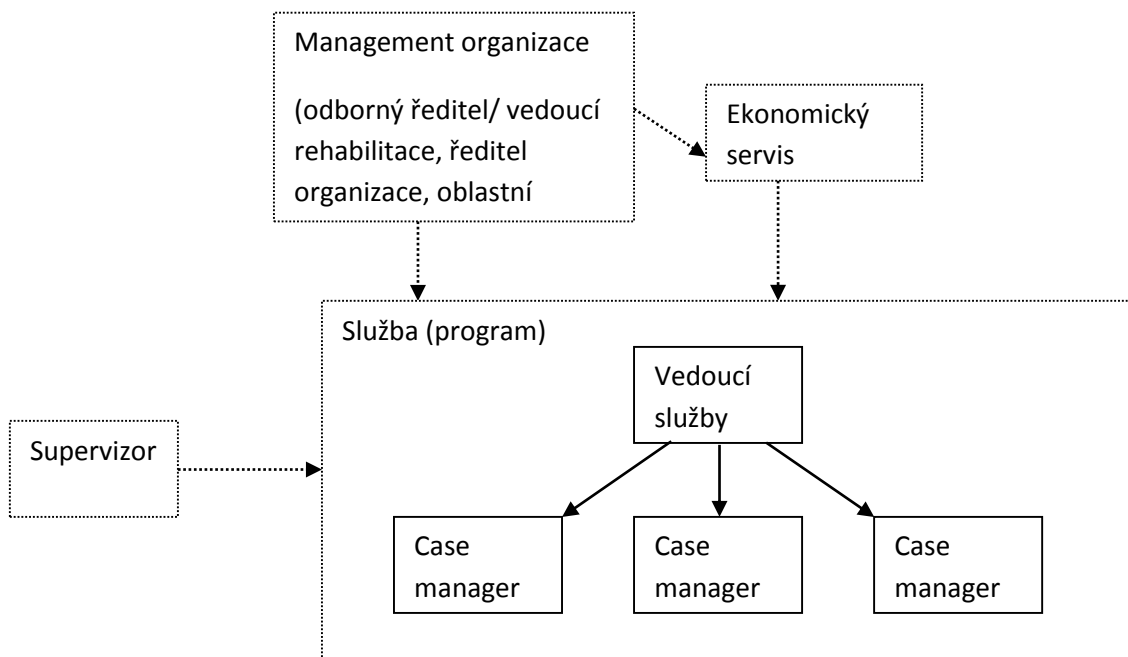 Management organizace
(odborný ředitel/ vedoucí
rehabilitace, ředitel
organizace, oblastní
Ekonomický
servis
Služba (program)
Vedoucí
služby
Supervizor
Case
manager
Case
manager
Case
manager